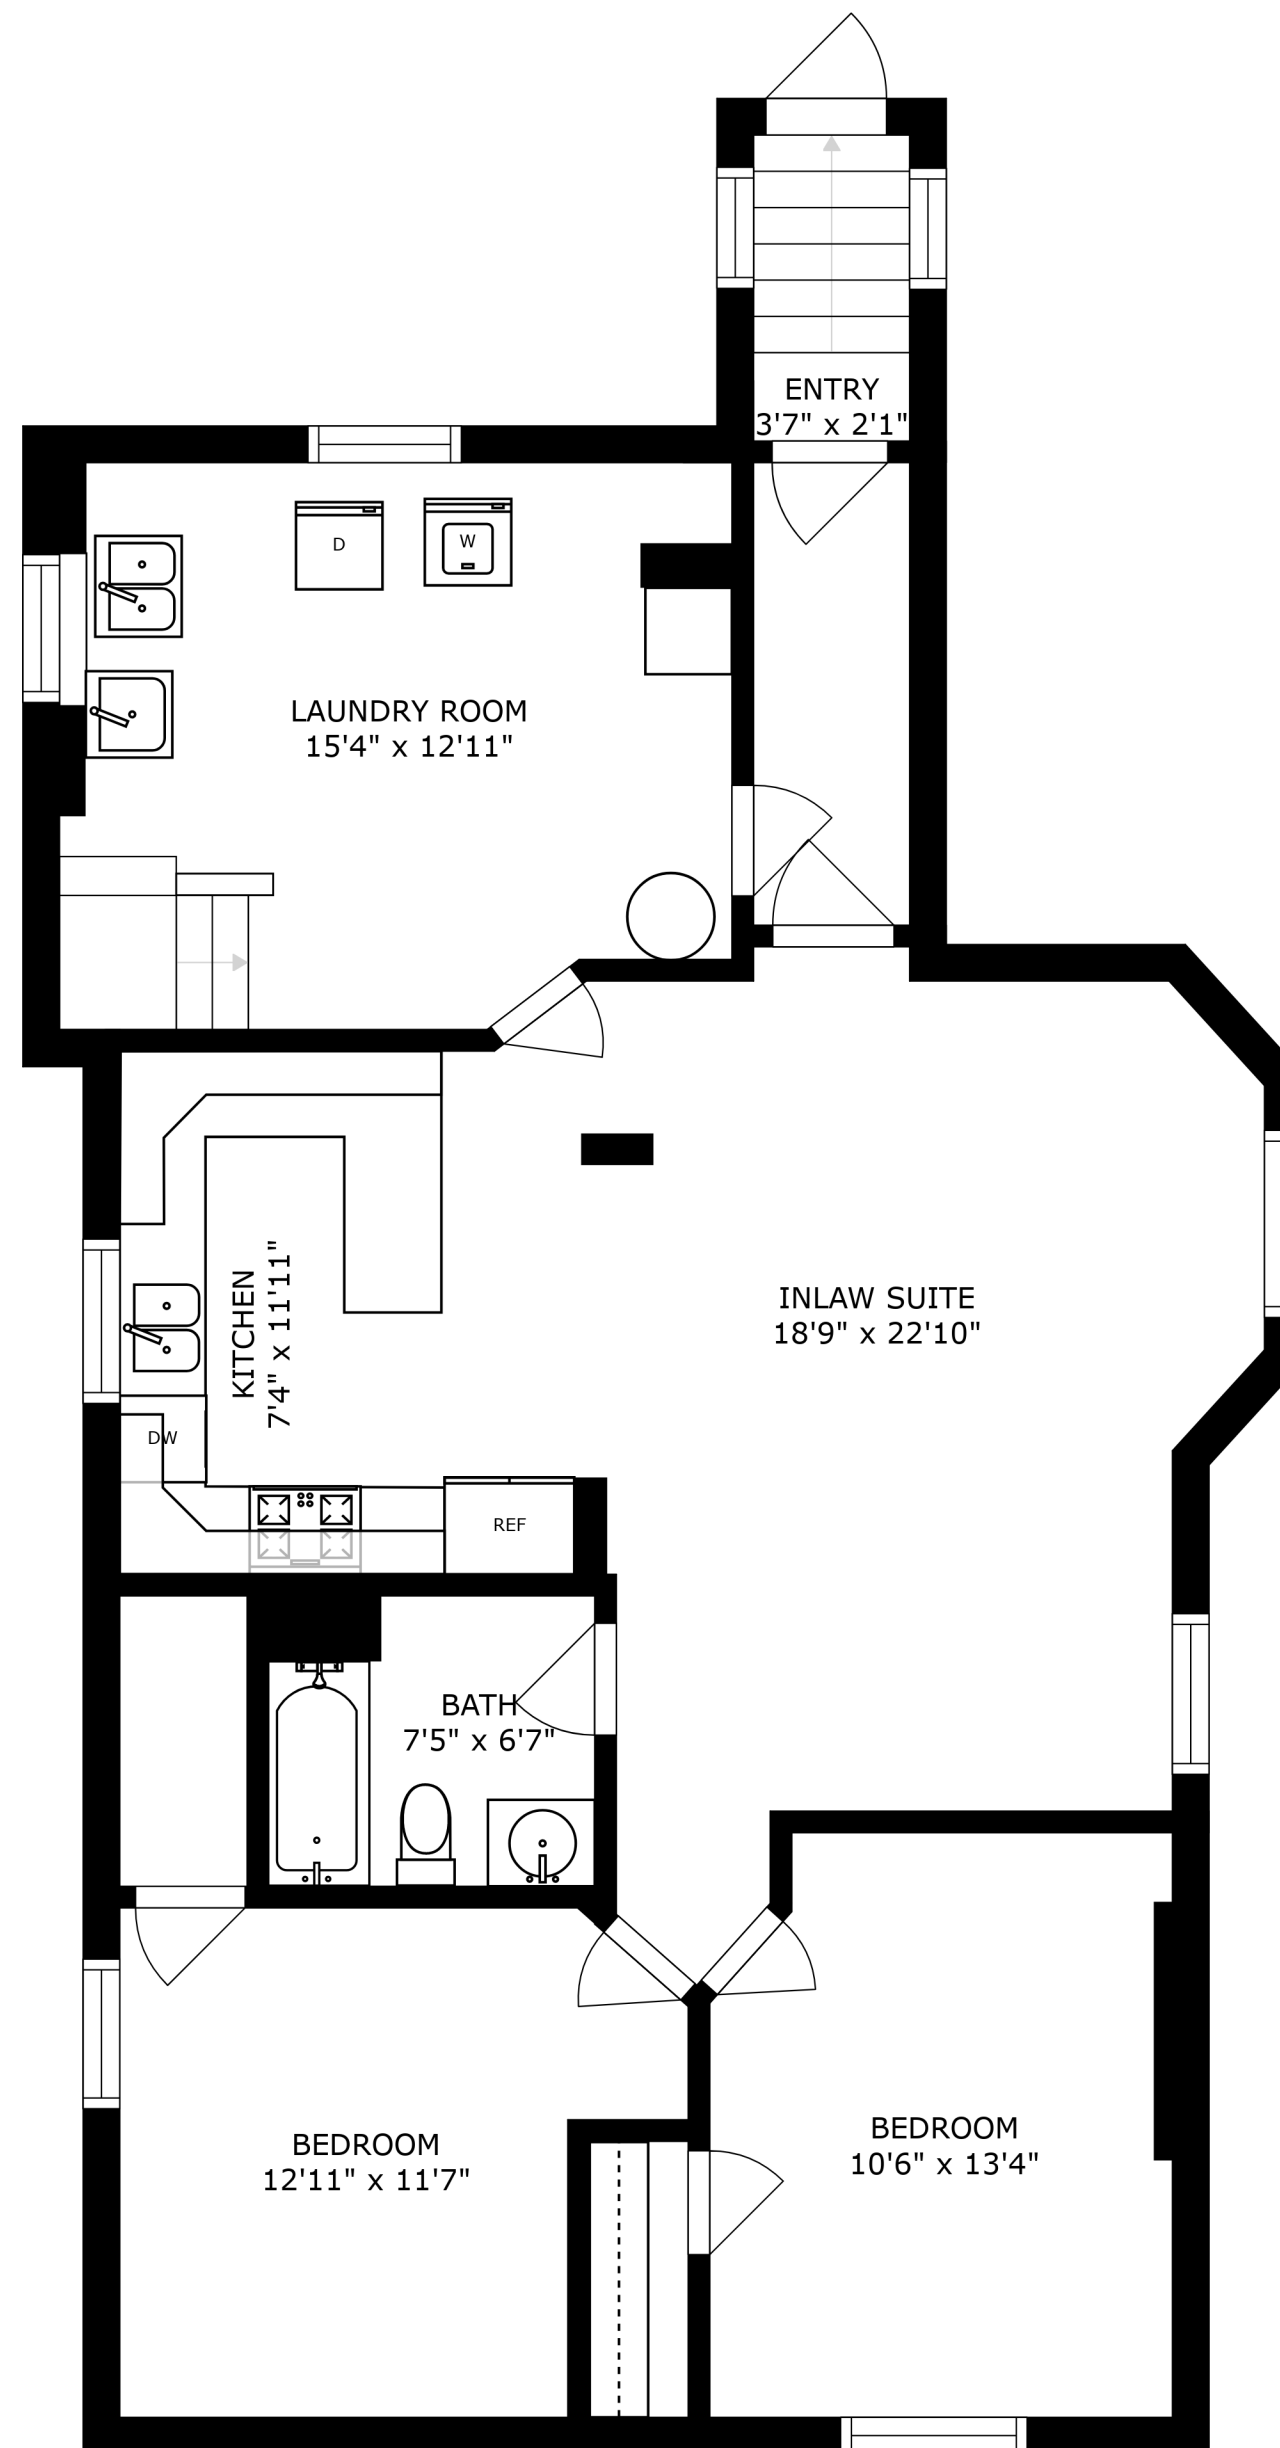 ENTRY
3'7" x 2'1"
D
W
LAUNDRY ROOM
15'4" x 12'11"
KITCHEN
7'4" x 11'11"
INLAW SUITE
18'9" x 22'10"
DW
REF
BATH
7'5" x 6'7"
BEDROOM
12'11" x 11'7"
BEDROOM
10'6" x 13'4"